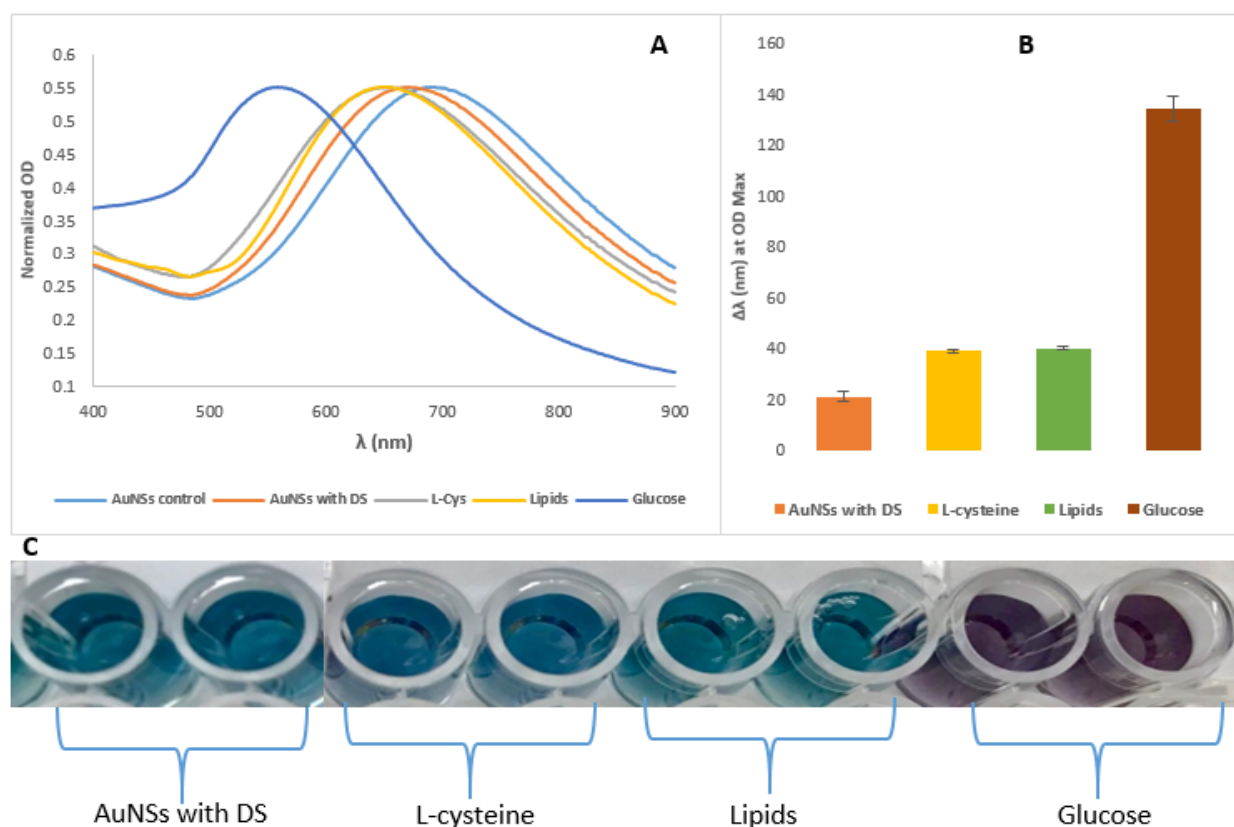 A
Normalized OD
0.6
0.55
0.5
0.45
0.4
0.35
0.3
0.25
0.2
0.15
0.1
400 500 600 700 800 900
λ (nm)
AuNSs control AuNSs with DS L-Cys Lipids Glucose
B
Δλ (nm) at OD Max
160
140
120
100
80
60
40
20
0
AuNSs with DS L-cysteine Lipids Glucose
C
AuNSs with DS L-cysteine Lipids Glucose